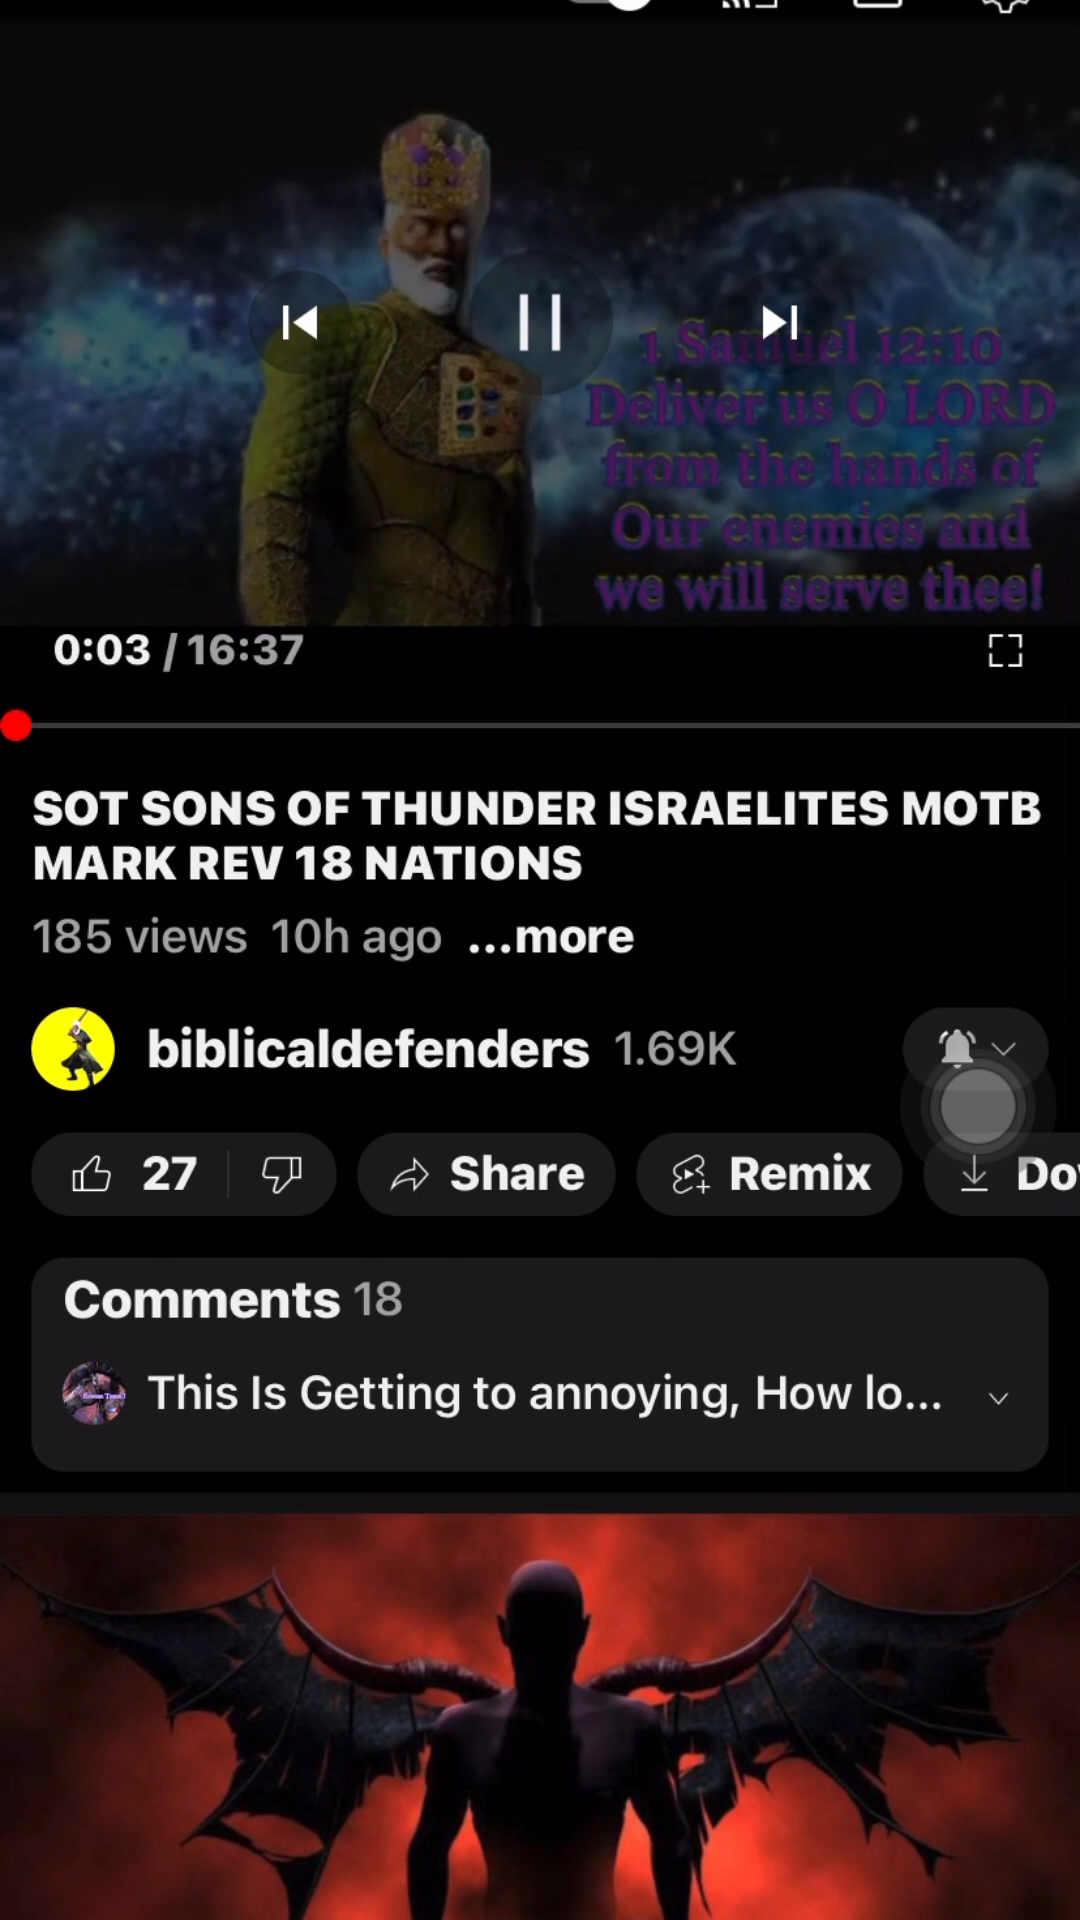 1 Samuel 12:10
Deliver us O LORD
from the hands of
Our enemies and
we will serve thee!
0:03 / 16:37
SOT SONS OF THUNDER ISRAELITES MOTB
MARK REV 18 NATIONS
185 views 10h ago ...more
biblicaldefenders 1.69K
27 Share Remix Do
Comments 18
This Is Getting to annoying, How lo...